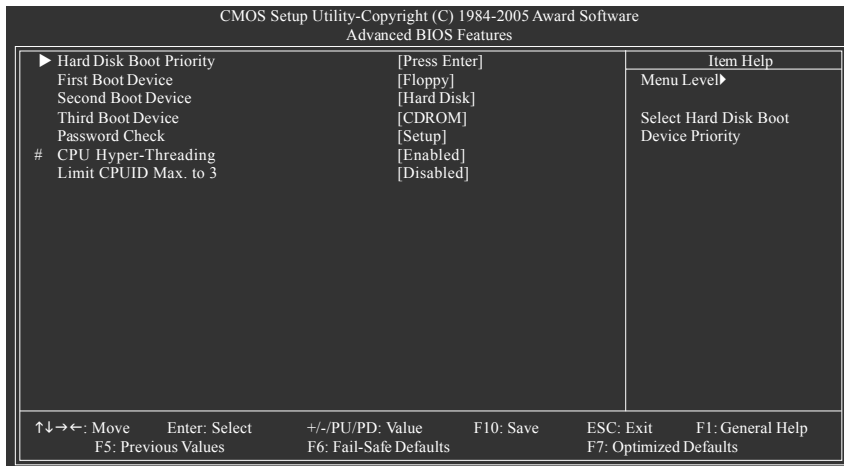 CMOS Setup Utility-Copyright (C) 1984-2005 Award Software
Advanced BIOS Features
▶ Hard Disk Boot Priority [Press Enter] Item Help
First Boot Device [Floppy] Menu Level▶
Second Boot Device [Hard Disk]
Third Boot Device [CDROM] Select Hard Disk Boot
Password Check [Setup] Device Priority
# CPU Hyper-Threading [Enabled]
Limit CPUID Max. to 3 [Disabled]
↑↓→←: Move Enter: Select +/-/PU/PD: Value F10: Save ESC: Exit F1: General Help
F5: Previous Values F6: Fail-Safe Defaults F7: Optimized Defaults